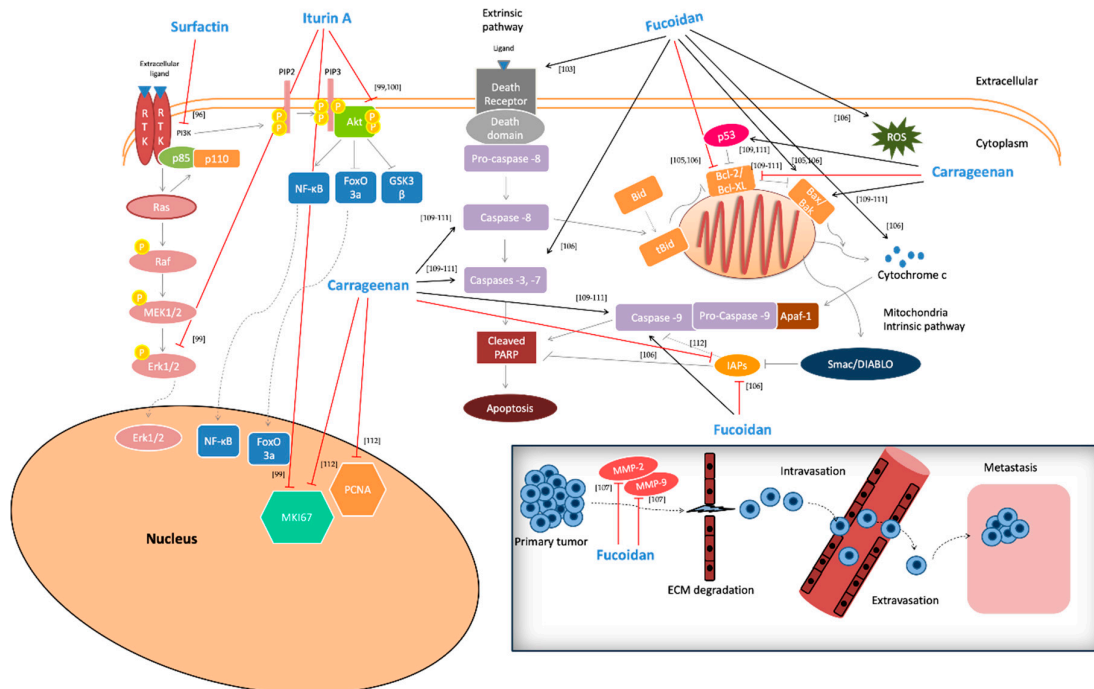 Surfactin
Iturin A
Extrinsic
pathway
Fucoidan
Ligand
Extracellular
ligand
PIP2
PIP3
[103]
[99,100]
Extracellular
Death
Receptor
R
T
K
R
T
K
[96]
PI3K
P
P
P
P
P
P
Akt
Death
domain
p53
[106]
ROS
Cytoplasm
p85
p110
Pro-caspase -8
[109,111]
[105,106]
[109-111]
[105,106]
Carrageenan
NF-κB
FoxO
3a
GSK3
β
Bcl-2/
Bcl-XL
Bax/
Bak
[109-111]
Ras
Bid
Caspase -8
[109-111]
tBid
[106]
[106]
P
Raf
Cytochrome c
[109-111]
Carrageenan
Caspases -3, -7
P
MEK1/2
[109-111]
Caspase -9
Pro-Caspase -9
Apaf-1
Mitochondria
Intrinsic pathway
[99]
P
Erk1/2
Cleaved
PARP
[112]
[106]
IAPs
Smac/DIABLO
[106]
Apoptosis
Fucoidan
Erk1/2
NF-κB
FoxO
3a
[112]
[99]
[112]
PCNA
MKI67
Nucleus
MMP-2
MMP-9
[107]
[107]
Intravasation
Metastasis
Primary tumor
Fucoidan
ECM degradation
Extravasation